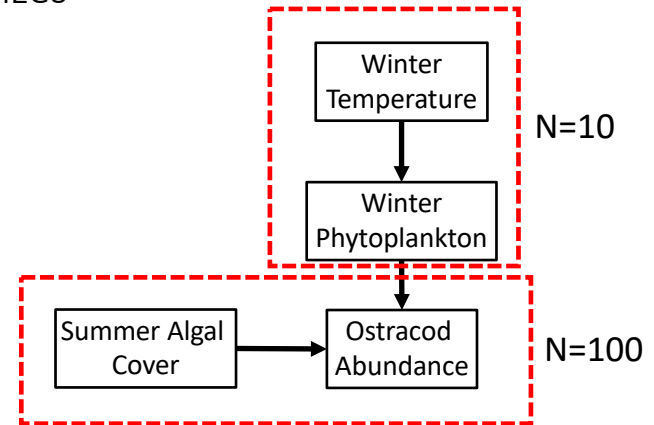 Winter
Temperature
N=10
Winter
Phytoplankton
Summer Algal
Cover
Ostracod
Abundance
N=100